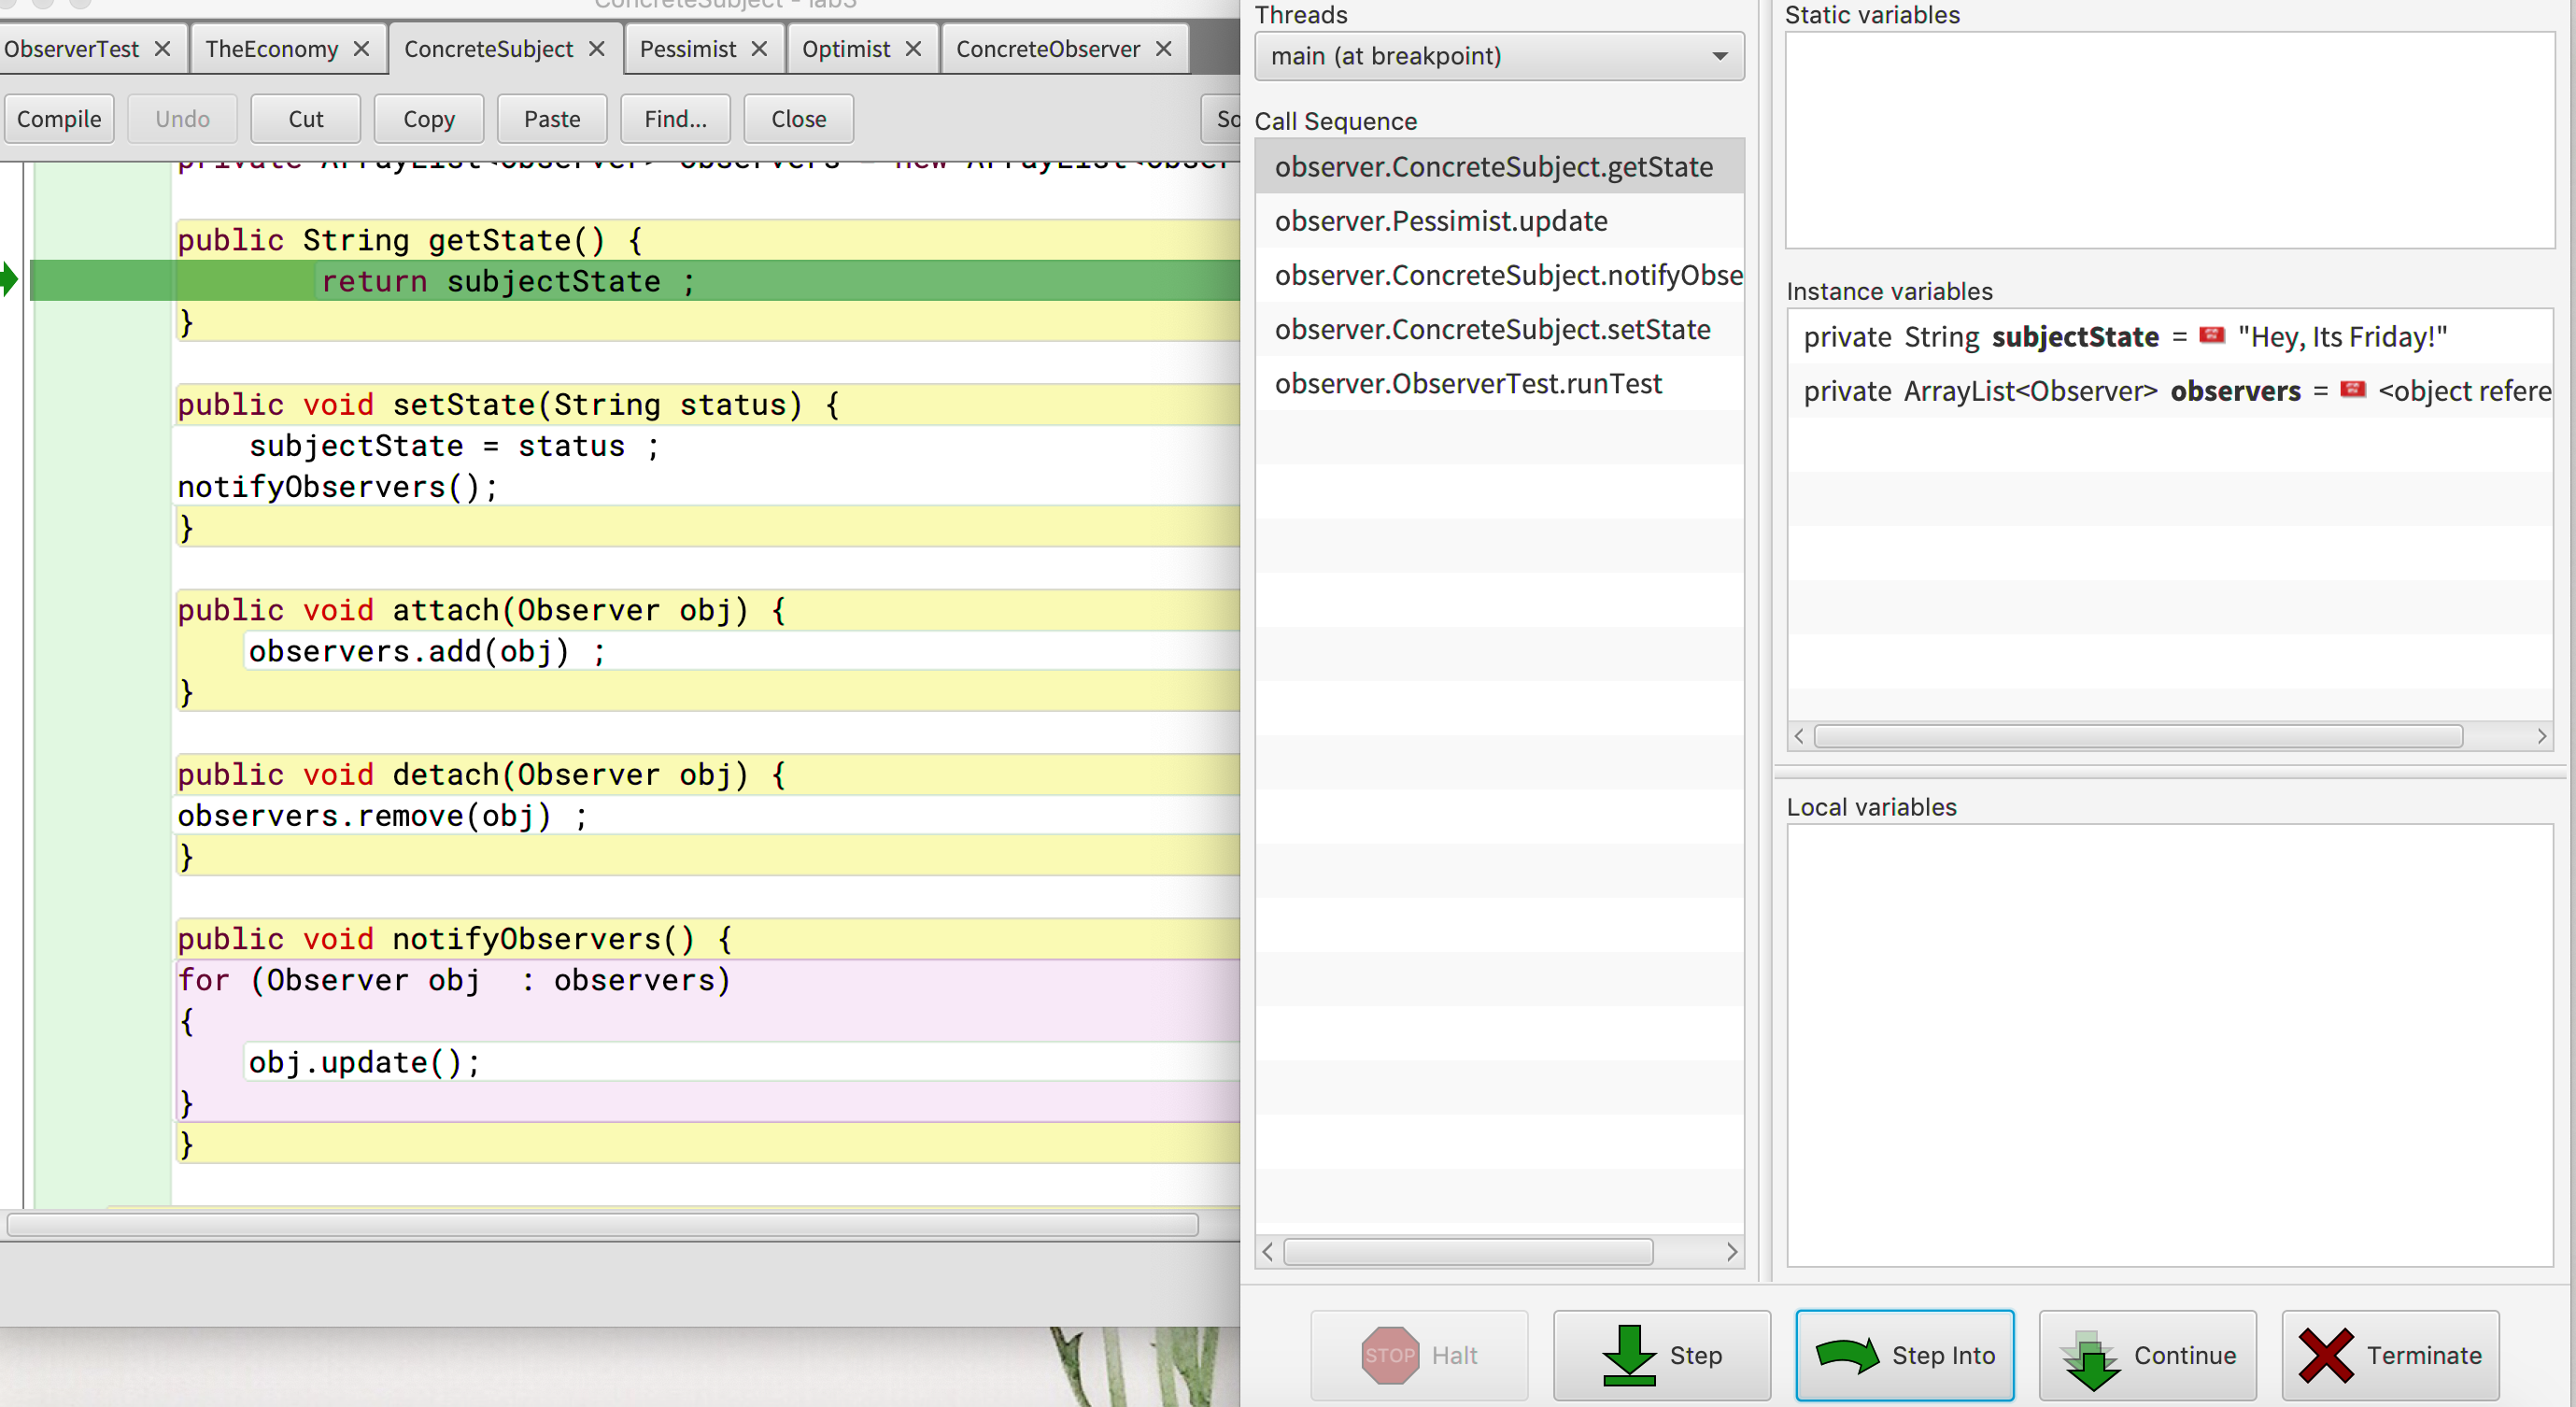 ConcreteSubject - lab3
ObserverTest
TheEconomy
ConcreteSubject
Pessimist
Optimist
ConcreteObserver
Compile
Undo
Cut
Copy
Paste
Find...
Close
So
private ArrayList<Observer> observers = new ArrayList<Obser
public String getState() {
return subjectState ;
}
public void setState(String status) {
subjectState = status ;
notifyObservers();
}
public void attach(Observer obj) {
observers.add(obj) ;
}
public void detach(Observer obj) {
observers.remove(obj) ;
}
public void notifyObservers() {
for (Observer obj  : observers)
{
obj.update();
}
}
Threads
main (at breakpoint)
Call Sequence
observer.ConcreteSubject.getState
observer.Pessimist.update
observer.ConcreteSubject.notifyObse
observer.ConcreteSubject.setState
observer.ObserverTest.runTest
Static variables
Instance variables
private String subjectState = "Hey, Its Friday!"
private ArrayList<Observer> observers = <object refere
Local variables
STOP Halt
Step
Step Into
Continue
Terminate